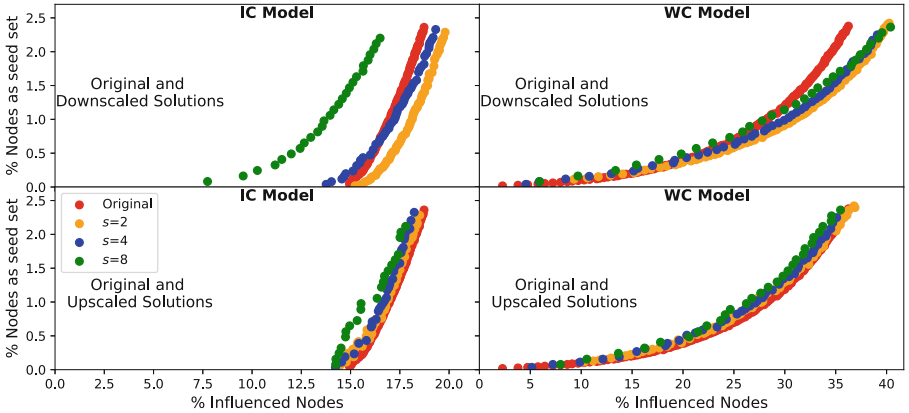 IC Model
WC Model
% Nodes as seed set
2.5
2.0
1.5
1.0
0.5
0.0
Original and
Downscaled Solutions
Original and
Downscaled Solutions
IC Model
WC Model
% Nodes as seed set
2.5
2.0
1.5
1.0
0.5
0.0
Original
s=2
s=4
s=8
Original and
Upscaled Solutions
Original and
Upscaled Solutions
0.0 2.5 5.0 7.5 10.0 12.5 15.0 17.5 20.0
0 5 10 15 20 25 30 35 40
% Influenced Nodes
% Influenced Nodes